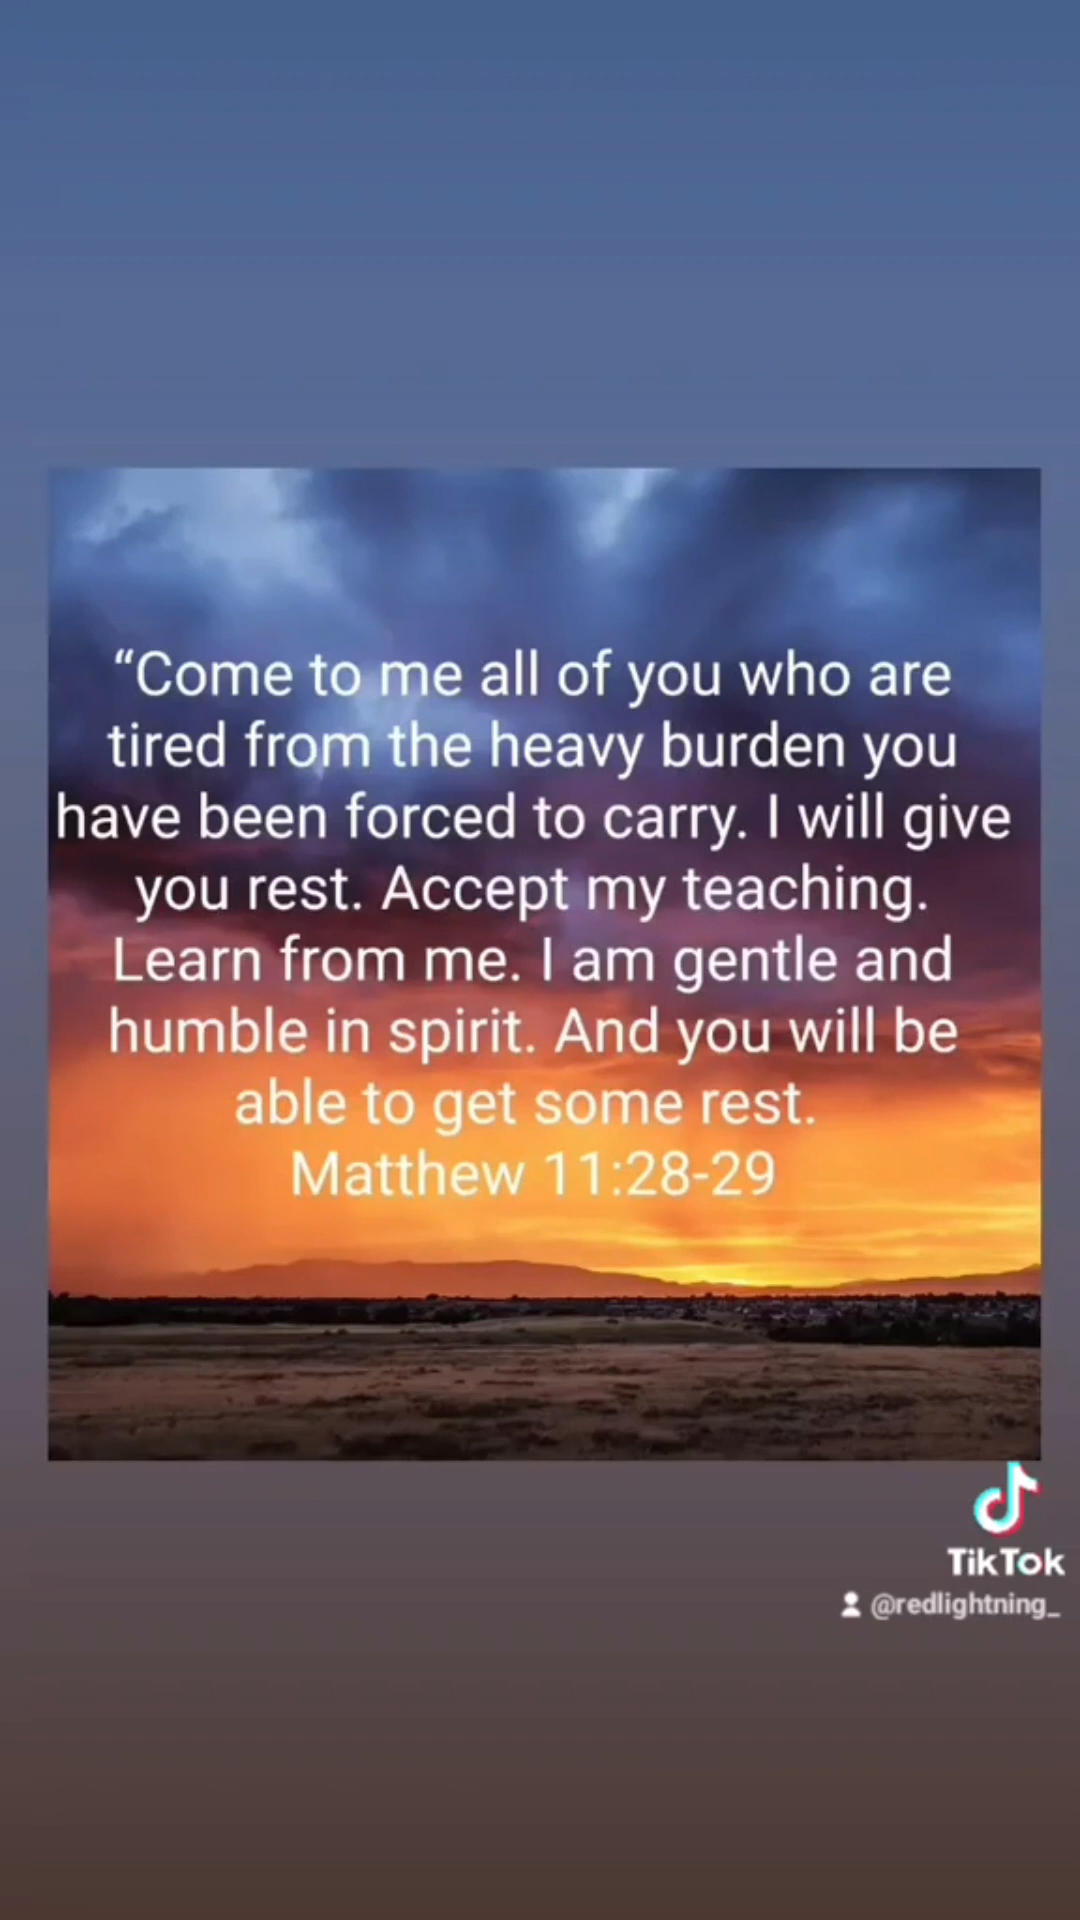 “Come to me all of you who are
tired from the heavy burden you
have been forced to carry. I will give
you rest. Accept my teaching.
Learn from me. I am gentle and
humble in spirit. And you will be
able to get some rest.
Matthew 11:28-29
TikTok
@redlightning_